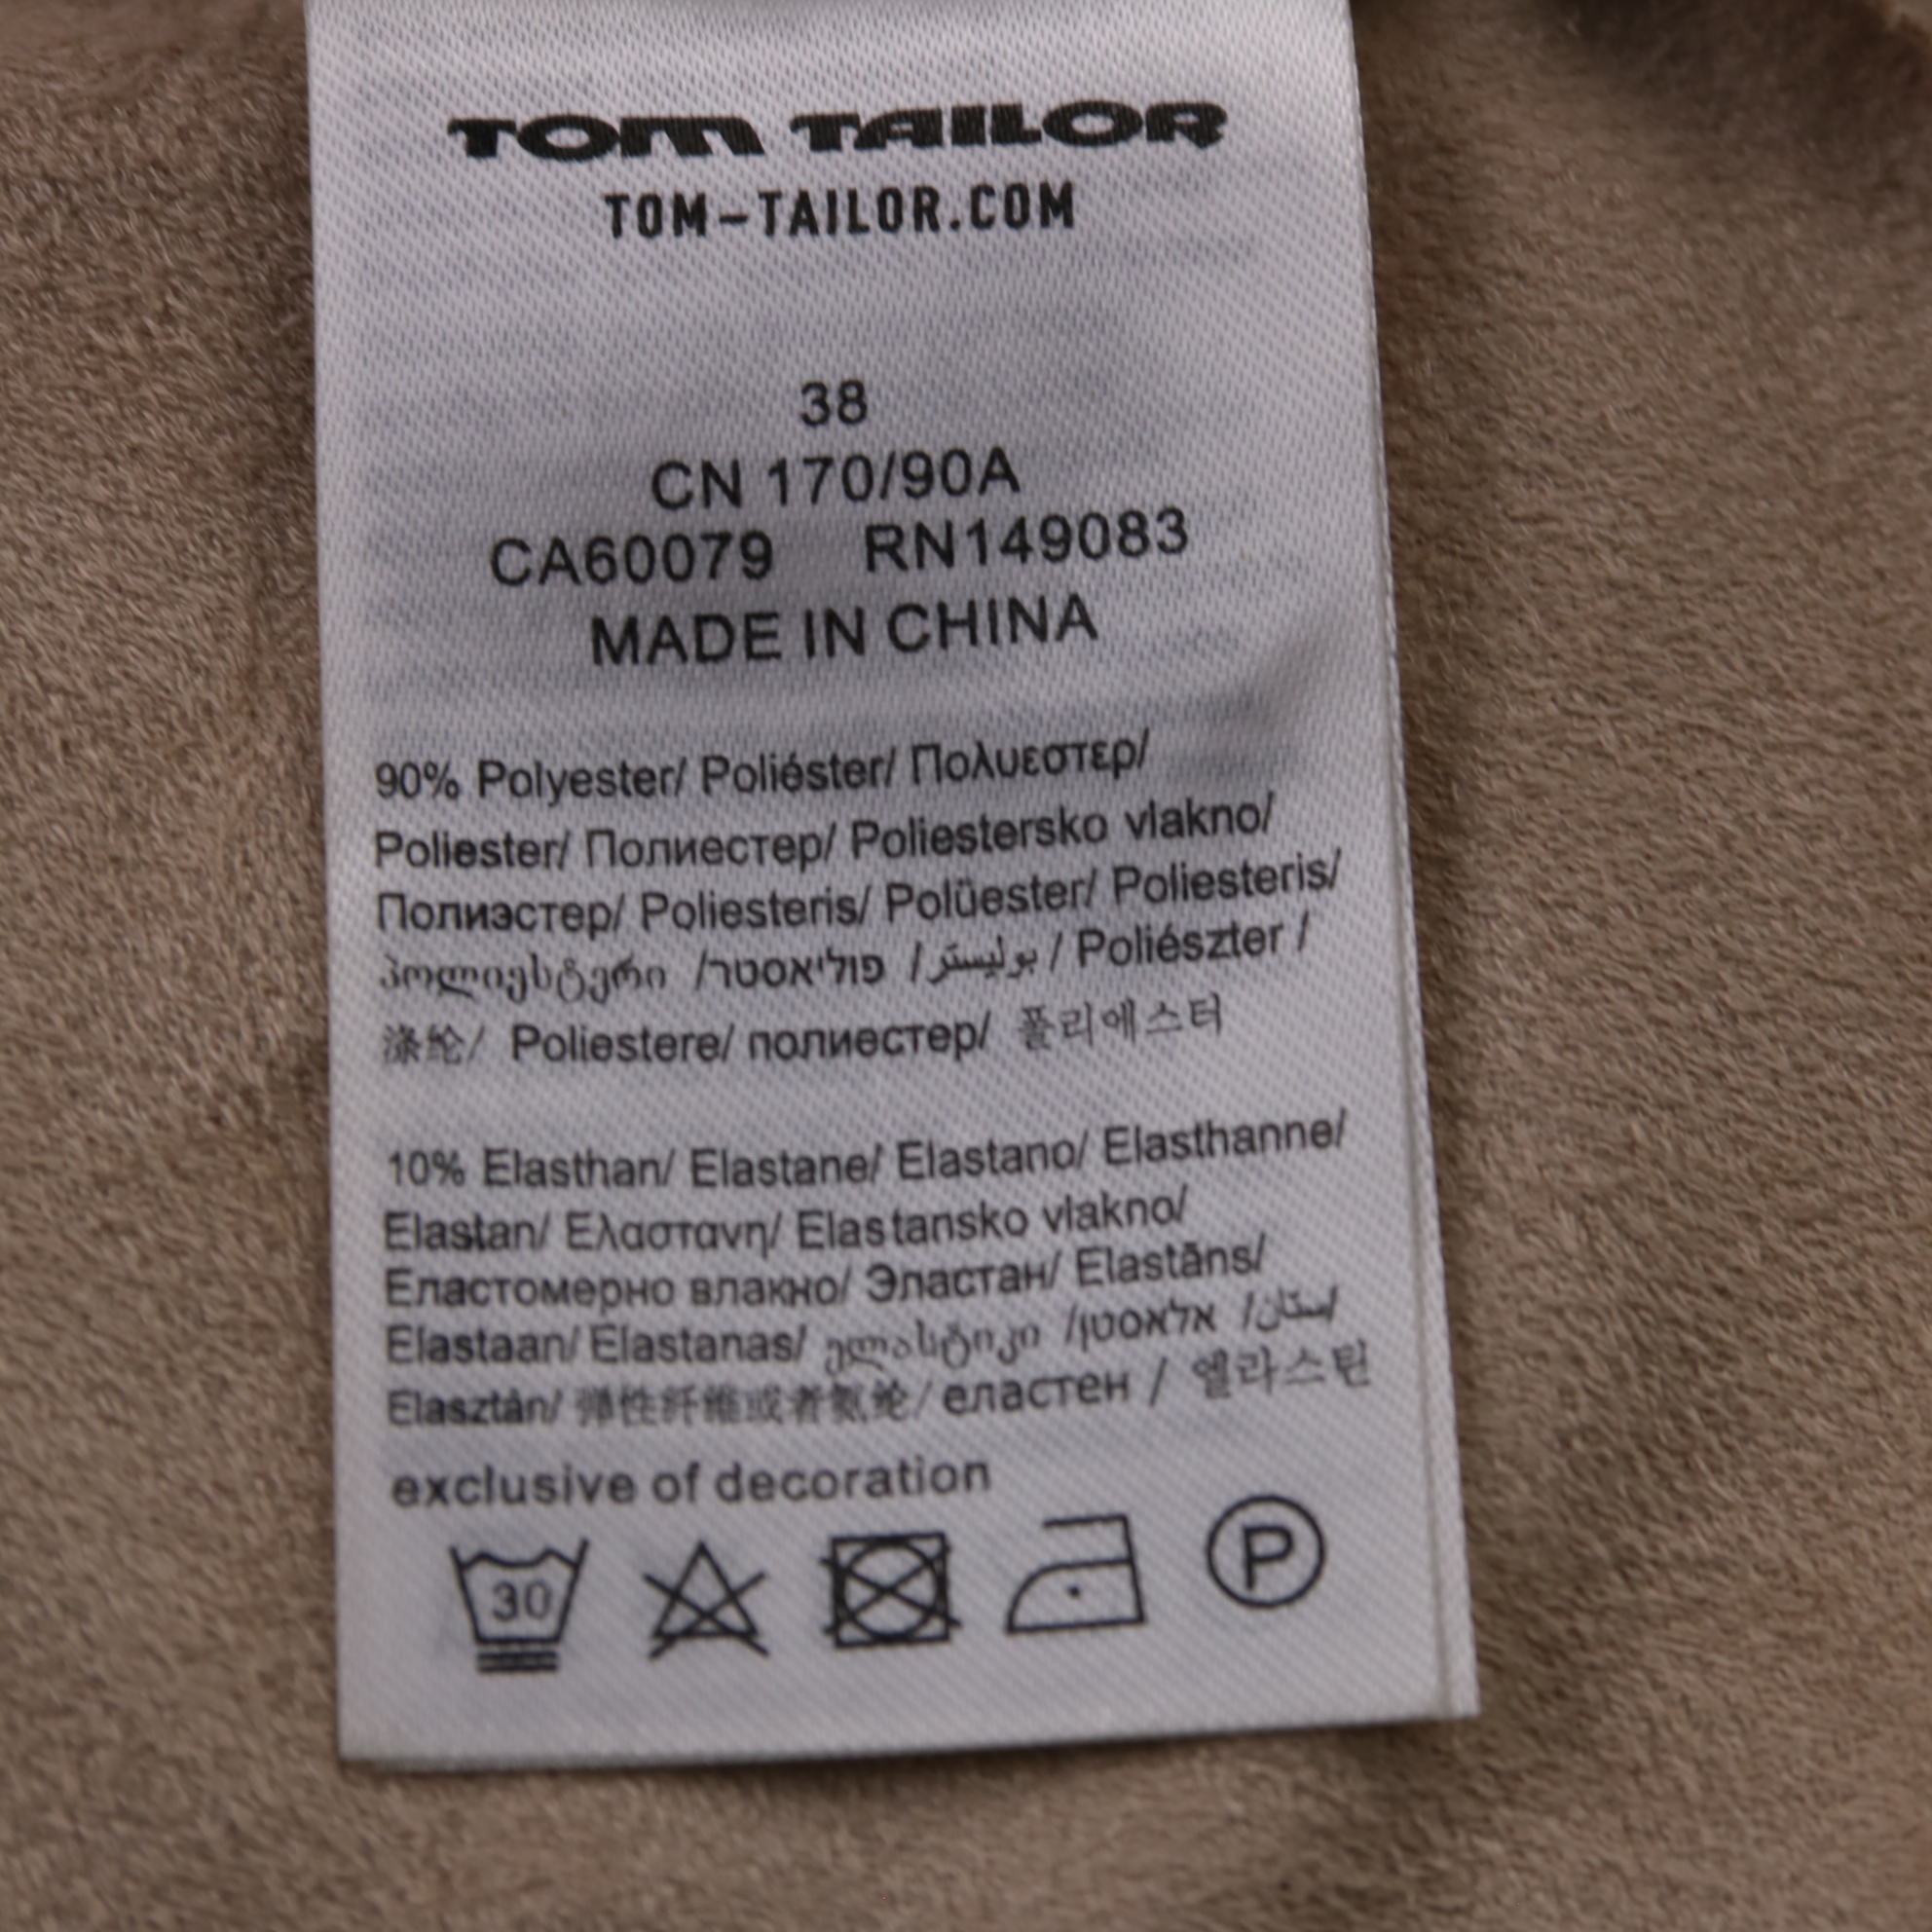 TOM TAILOR
TOM-TAILOR.COM
38
CN 170/90A
CA60079 RN149083
MADE IN CHINA
90% Polyester/ Poliéster/ Πολυεστερ/
Poliester/ Полиестер/ Poliestersko vlakno/
Полиэстер/ Poliesteris/ Polüester/ Poliesteris/
პოლიესტერი /פוליאסטר /بوليستر / Poliészter /
涤纶/ Poliestere/ полиестер/ 폴리에스터
10% Elasthan/ Elastane/ Elastano/ Elasthanne/
Elastan/ Ελαστανη/ Elastansko vlakno/
Еластомерно влакно/ Эластан/ Elastāns/
Elastaan/ Elastanas/ ელასტიკი /אלאסטן /
Elasztán/ 弹性纤维或者氨纶/ еластен / 엘라스틴
exclusive of decoration
30
P